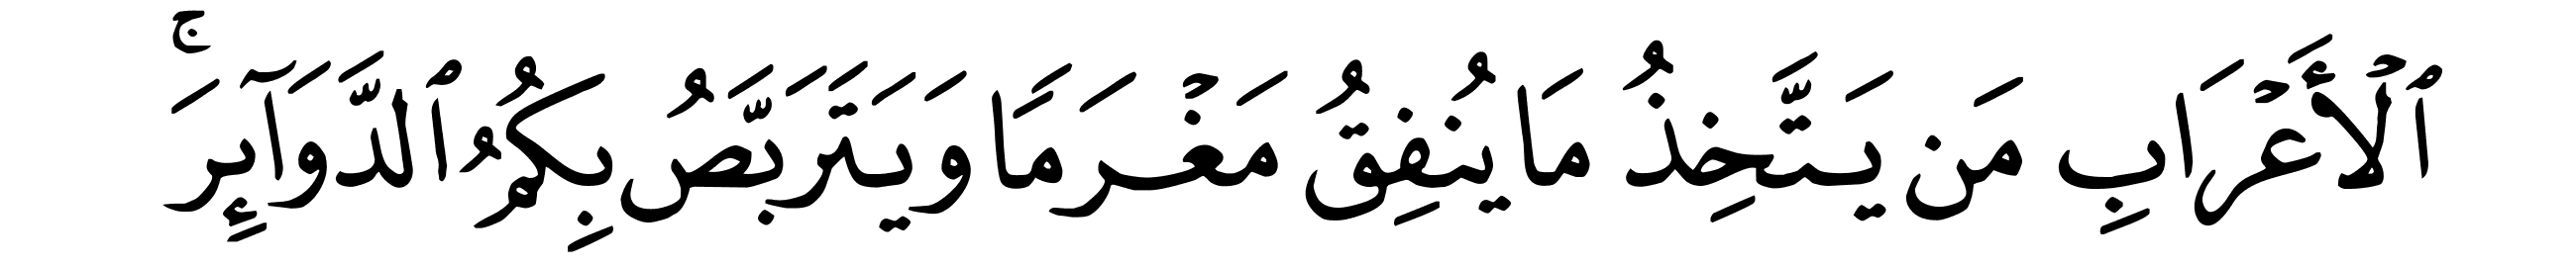 ٱلۡأَعۡرَابِ مَن يَتَّخِذُ مَا يُنفِقُ مَغۡرَمٗا وَيَتَرَبَّصُ بِكُمُ ٱلدَّوَآئِرَۚ